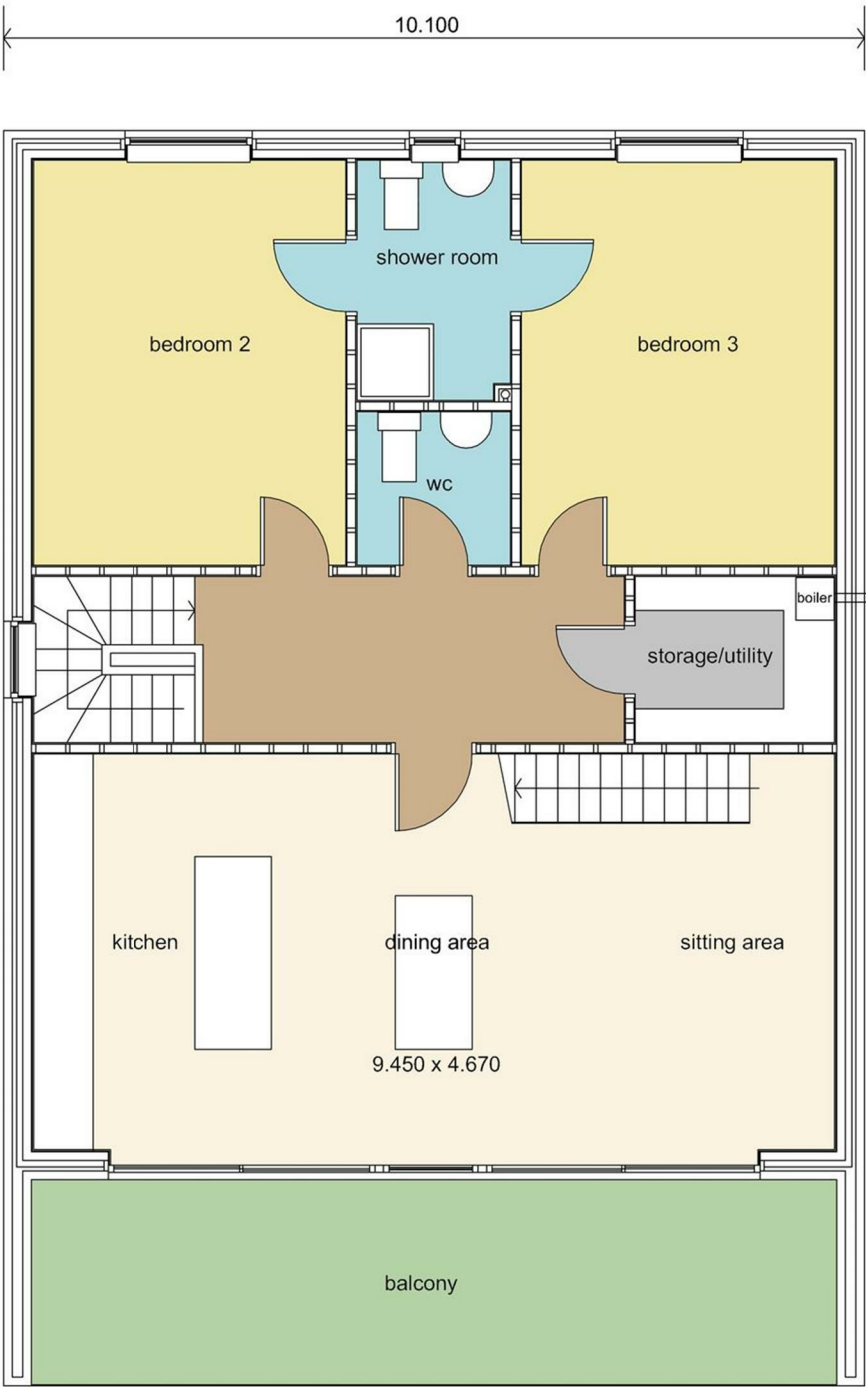 10.100
shower room
bedroom 2
bedroom 3
wc
boiler
storage/utility
kitchen
dining area
sitting area
9.450 x 4.670
balcony